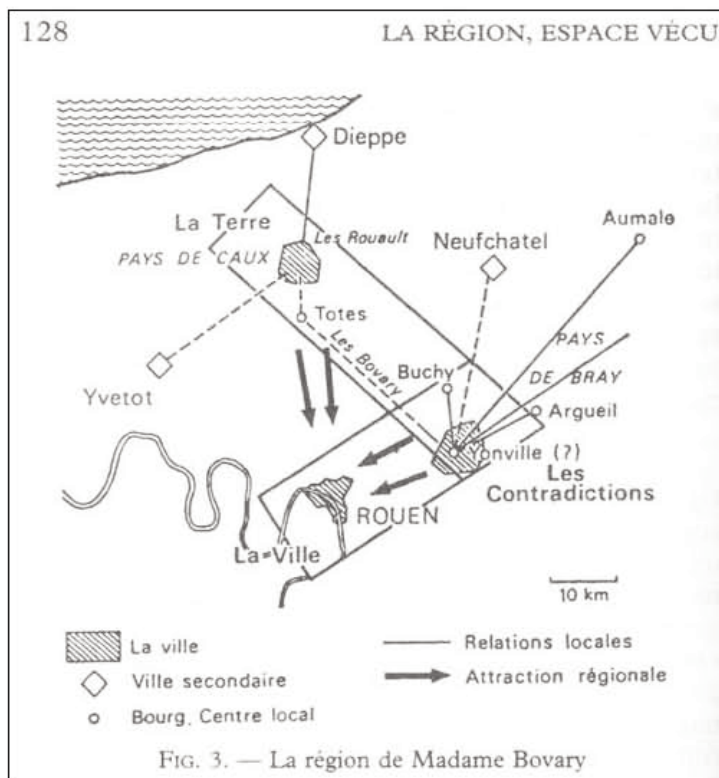 128 LA RÉGION, ESPACE VÉCU
Dieppe
La Terre
Les Rouault
Neufchatel
Aumale
PAYS DE CAUX
Totes
Les Bovary
PAYS
DE BRAY
Buchy
Yvetot
Argueil
Yonville (?)
Les
Contradictions
ROUEN
La=Ville
10 km
La ville
Relations locales
Ville secondaire
Attraction régionale
Bourg, Centre local
FIG. 3. — La région de Madame Bovary